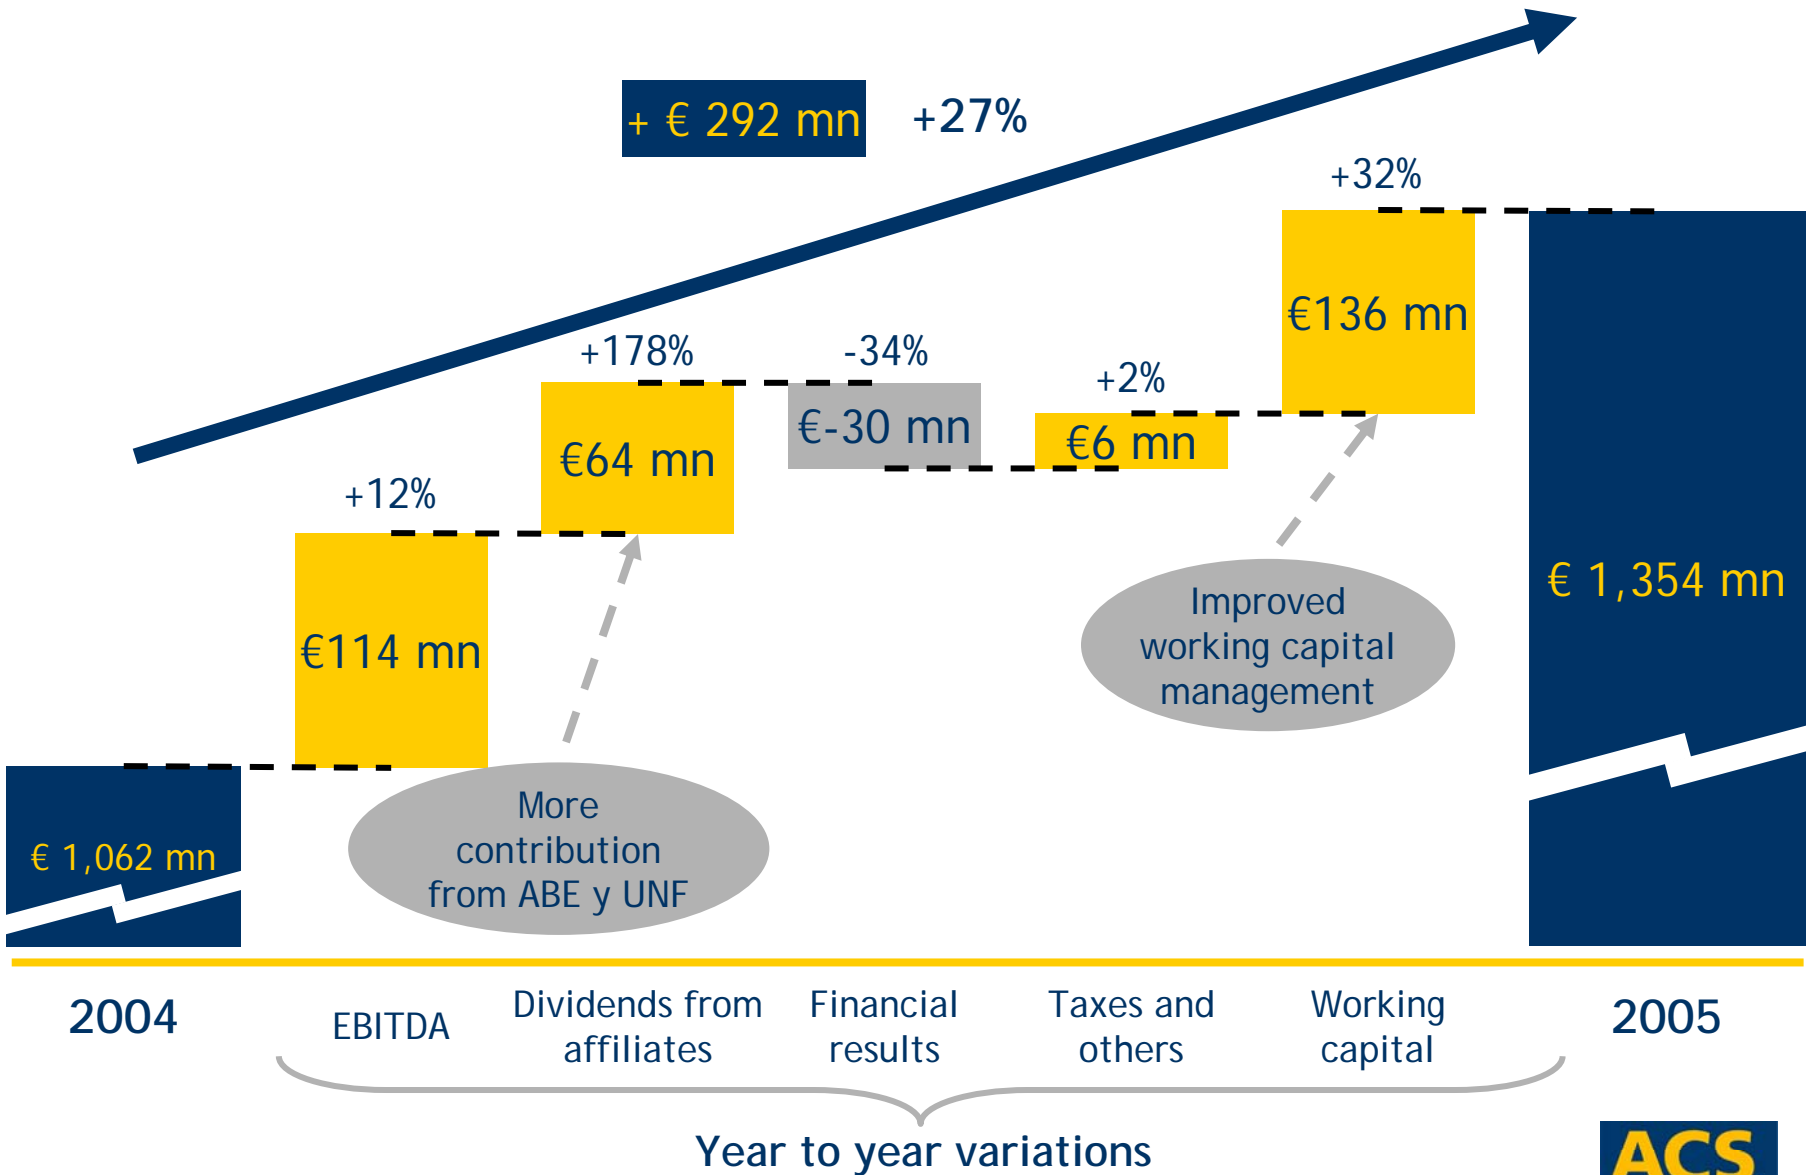 + € 292 mn +27%
+32%
€136 mn
+178%
-34%
+2%
€-30 mn
€6 mn
€64 mn
+12%
€114 mn
€ 1,354 mn
Improved
working capital
management
€ 1,062 mn
More
contribution
from ABE y UNF
2004
EBITDA
Dividends from
affiliates
Financial
results
Taxes and
others
Working
capital
2005
Year to year variations
ACS